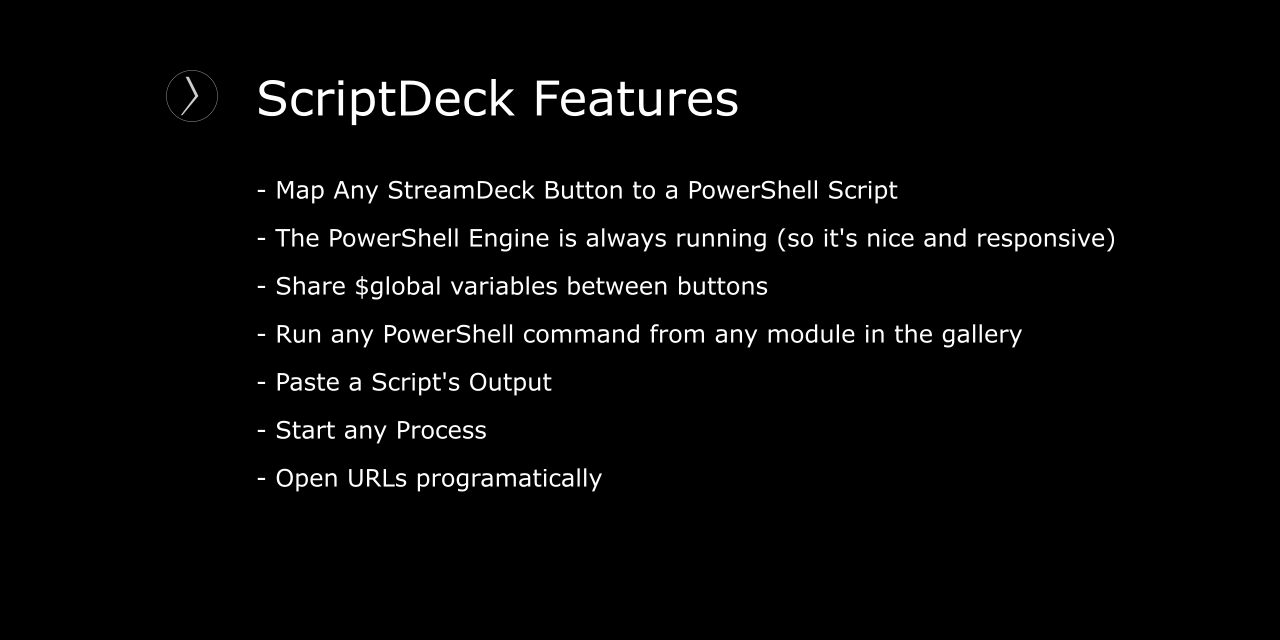 ScriptDeck Features
- Map Any StreamDeck Button to a PowerShell Script
- The PowerShell Engine is always running (so it's nice and responsive)
- Share $global variables between buttons
- Run any PowerShell command from any module in the gallery
- Paste a Script's Output
- Start any Process
- Open URLs programatically